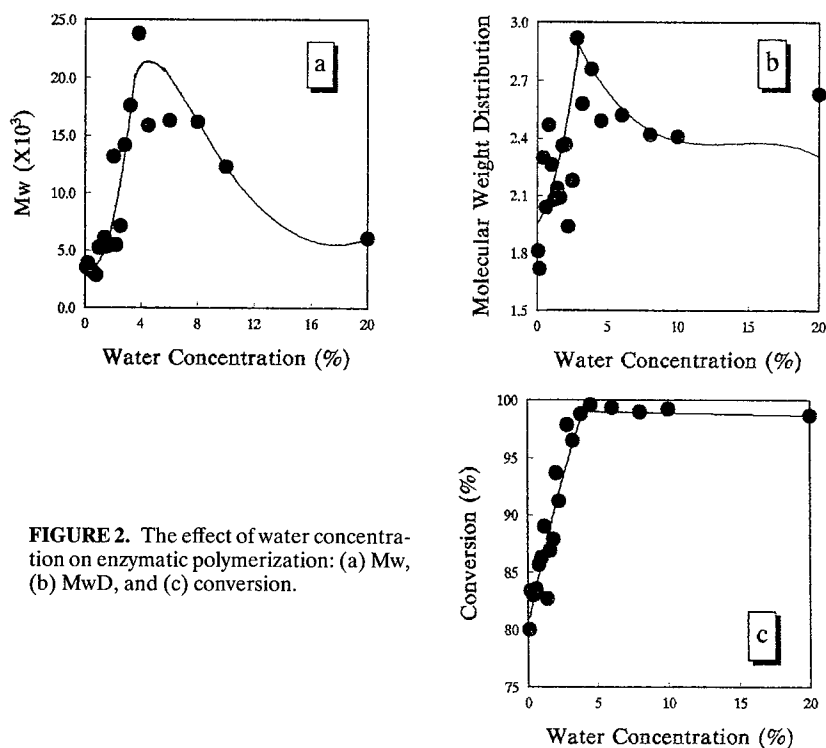 25.0
20.0
15.0
10.0
5.0
0.0
Mw (X10³)
a
0 4 8 12 16 20
Water Concentration (%)
3.0
2.7
2.4
2.1
1.8
1.5
Molecular Weight Distribution
b
0 5 10 15 20
Water Concentration (%)
100
95
90
85
80
75
Conversion (%)
c
0 5 10 15 20
Water Concentration (%)
FIGURE 2. The effect of water concentra-
tion on enzymatic polymerization: (a) Mw,
(b) MwD, and (c) conversion.